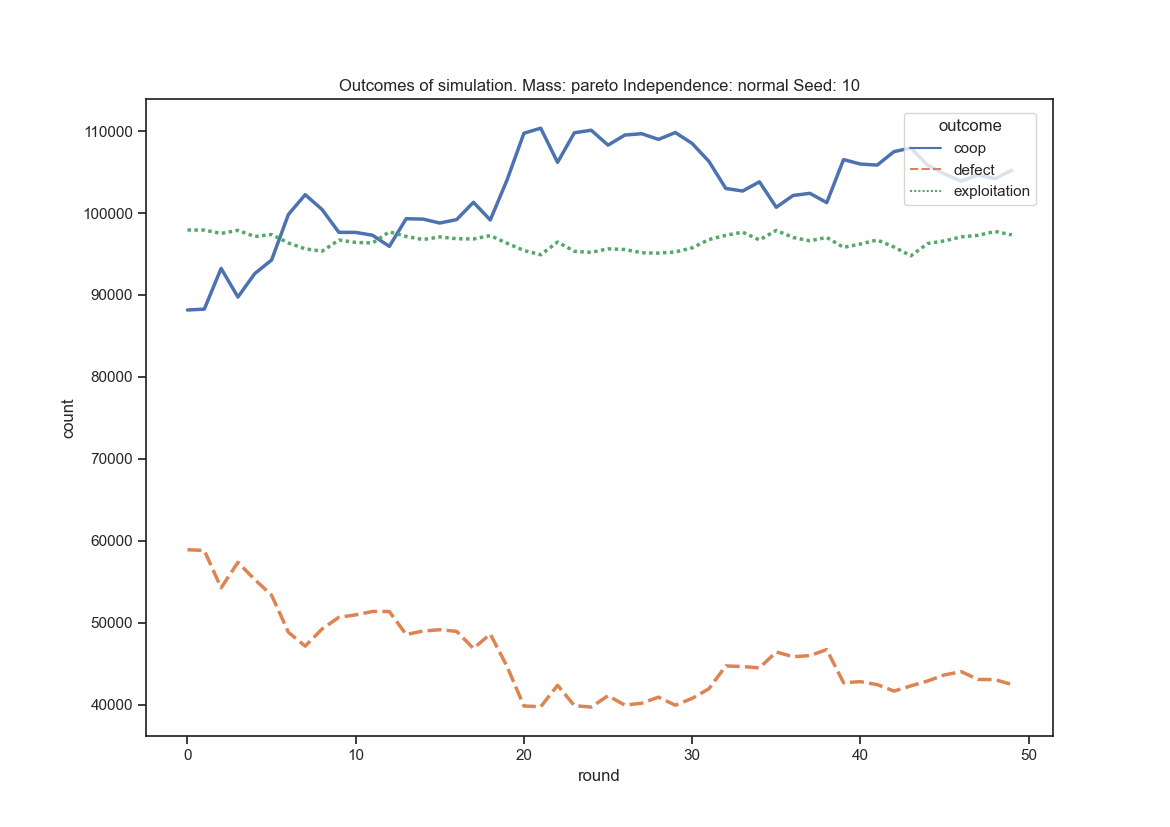 Outcomes of simulation. Mass: pareto Independence: normal Seed: 10
outcome
coop
defect
exploitation
count
110000
100000
90000
80000
70000
60000
50000
40000
0 10 20 30 40 50
round